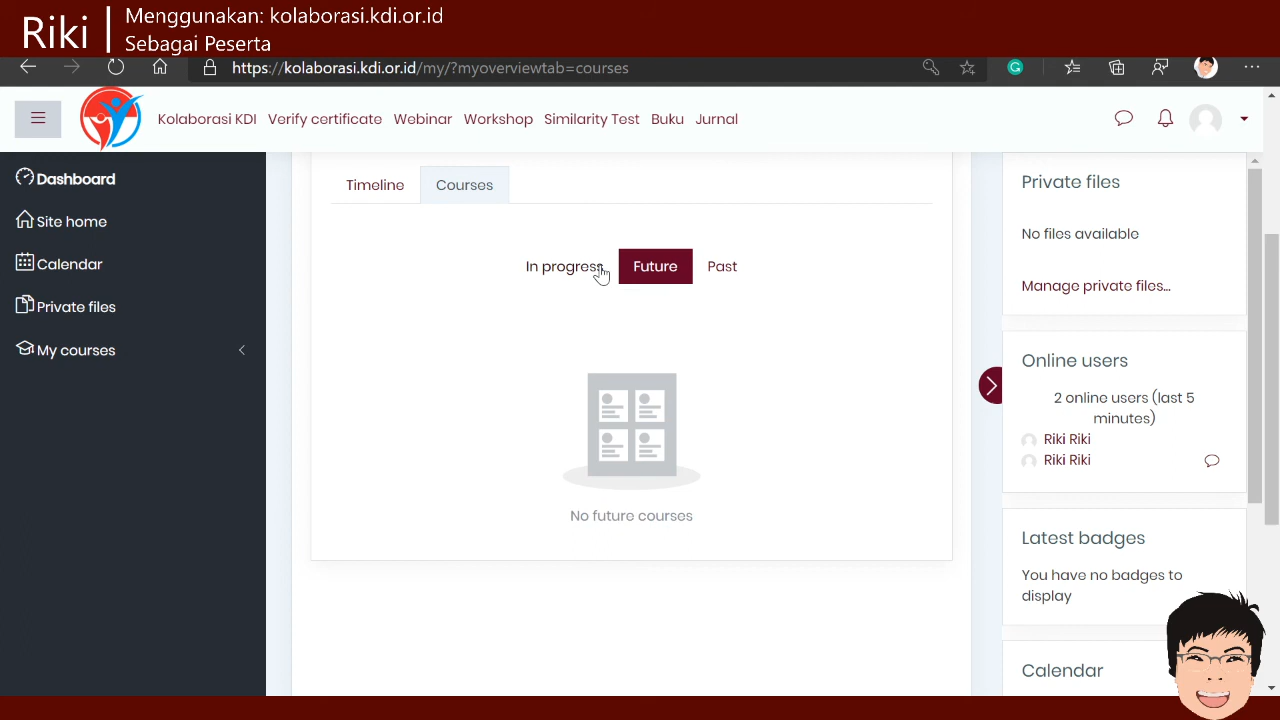 Riki
Menggunakan: kolaborasi.kdi.or.id
Sebagai Peserta
https://kolaborasi.kdi.or.id/my/?myoverviewtab=courses
Kolaborasi KDI Verify certificate Webinar Workshop Similarity Test Buku Jurnal
Dashboard
Site home
Calendar
Private files
My courses
Timeline Courses
In progress Future Past
No future courses
Private files
No files available
Manage private files...
Online users
2 online users (last 5
minutes)
Riki Riki
Riki Riki
Latest badges
You have no badges to
display
Calendar